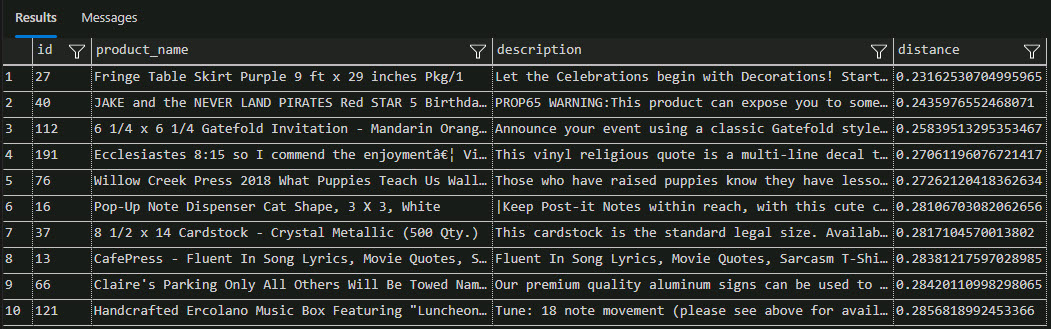 Results Messages
id product_name description distance
1 27 Fringe Table Skirt Purple 9 ft x 29 inches Pkg/1 Let the Celebrations begin with Decorations! Start… 0.23162530704995965
2 40 JAKE and the NEVER LAND PIRATES Red STAR 5 Birthda… PROP65 WARNING:This product can expose you to some… 0.2435976552468071
3 112 6 1/4 x 6 1/4 Gatefold Invitation - Mandarin Orang… Announce your event using a classic Gatefold style… 0.25839513295353467
4 191 Ecclesiastes 8:15 so I commend the enjoymentâ€¦ Vi… This vinyl religious quote is a multi-line decal t… 0.27061196076721417
5 76 Willow Creek Press 2018 What Puppies Teach Us Wall… Those who have raised puppies know they have lesso… 0.27262120418362634
6 16 Pop-Up Note Dispenser Cat Shape, 3 X 3, White |Keep Post-it Notes within reach, with this cute c… 0.28106703082062656
7 37 8 1/2 x 14 Cardstock - Crystal Metallic (500 Qty.) This cardstock is the standard legal size. Availab… 0.2817104570013802
8 13 CafePress - Fluent In Song Lyrics, Movie Quotes, S… Fluent In Song Lyrics, Movie Quotes, Sarcasm T-Shi… 0.28381217597028985
9 66 Claire's Parking Only All Others Will Be Towed Nam… Our premium quality aluminum signs can be used to … 0.28420110998298065
10 121 Handcrafted Ercolano Music Box Featuring "Luncheon… Tune: 18 note movement (please see above for avail… 0.2856818992453366